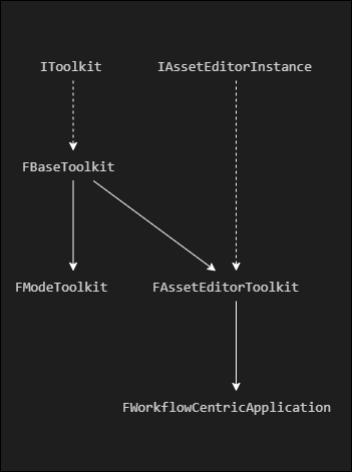 IToolkit
IAssetEditorInstance
FBaseToolkit
FModeToolkit
FAssetEditorToolkit
FWorkflowCentricApplication